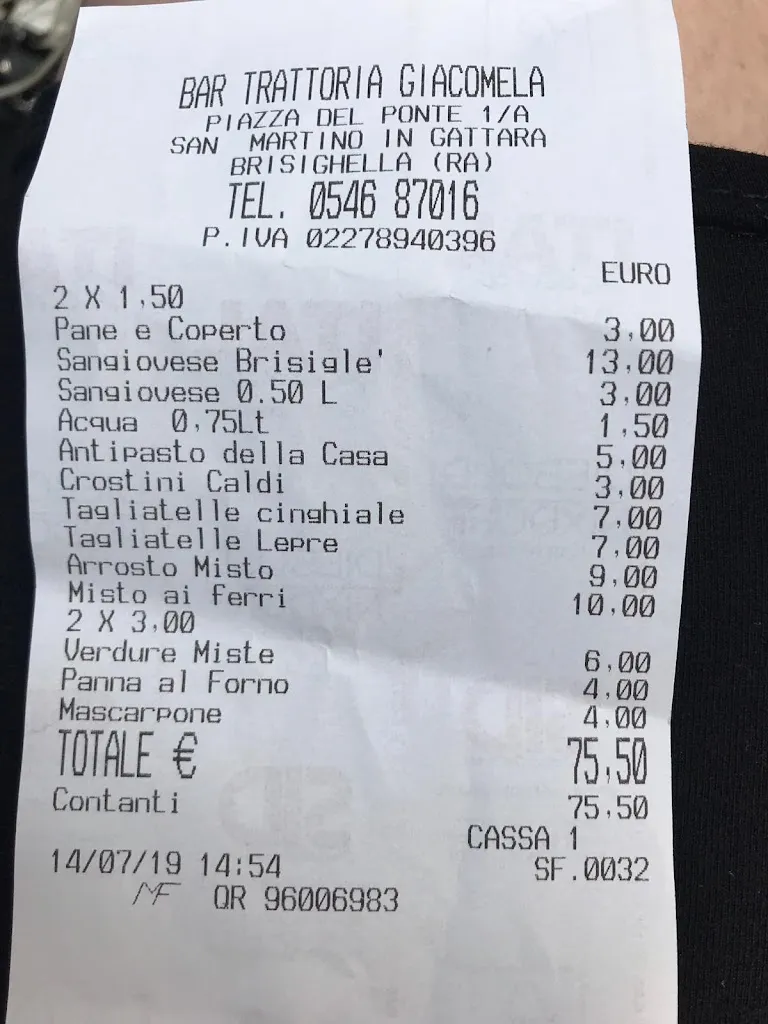 BAR TRATTORIA GIACOMELA
PIAZZA DEL PONTE 1/A
SAN MARTINO IN GATTARA
BRISIGHELLA (RA)
TEL. 0546 87016
P.IVA 02278940396
EURO
2 X 1,50
Pane e Coperto 3,00
Sangiovese Brisigle' 13,00
Sangiovese 0.50 L 3,00
Acqua 0,75Lt 1,50
Antipasto della Casa 5,00
Crostini Caldi 3,00
Tagliatelle cinghiale 7,00
Tagliatelle Lepre 7,00
Arrosto Misto 9,00
Misto ai ferri 10,00
2 X 3,00
Verdure Miste 6,00
Panna al Forno 4,00
Mascarpone 4,00
TOTALE € 75,50
Contanti 75,50
CASSA 1
14/07/19 14:54 SF.0032
MF QR 96006983